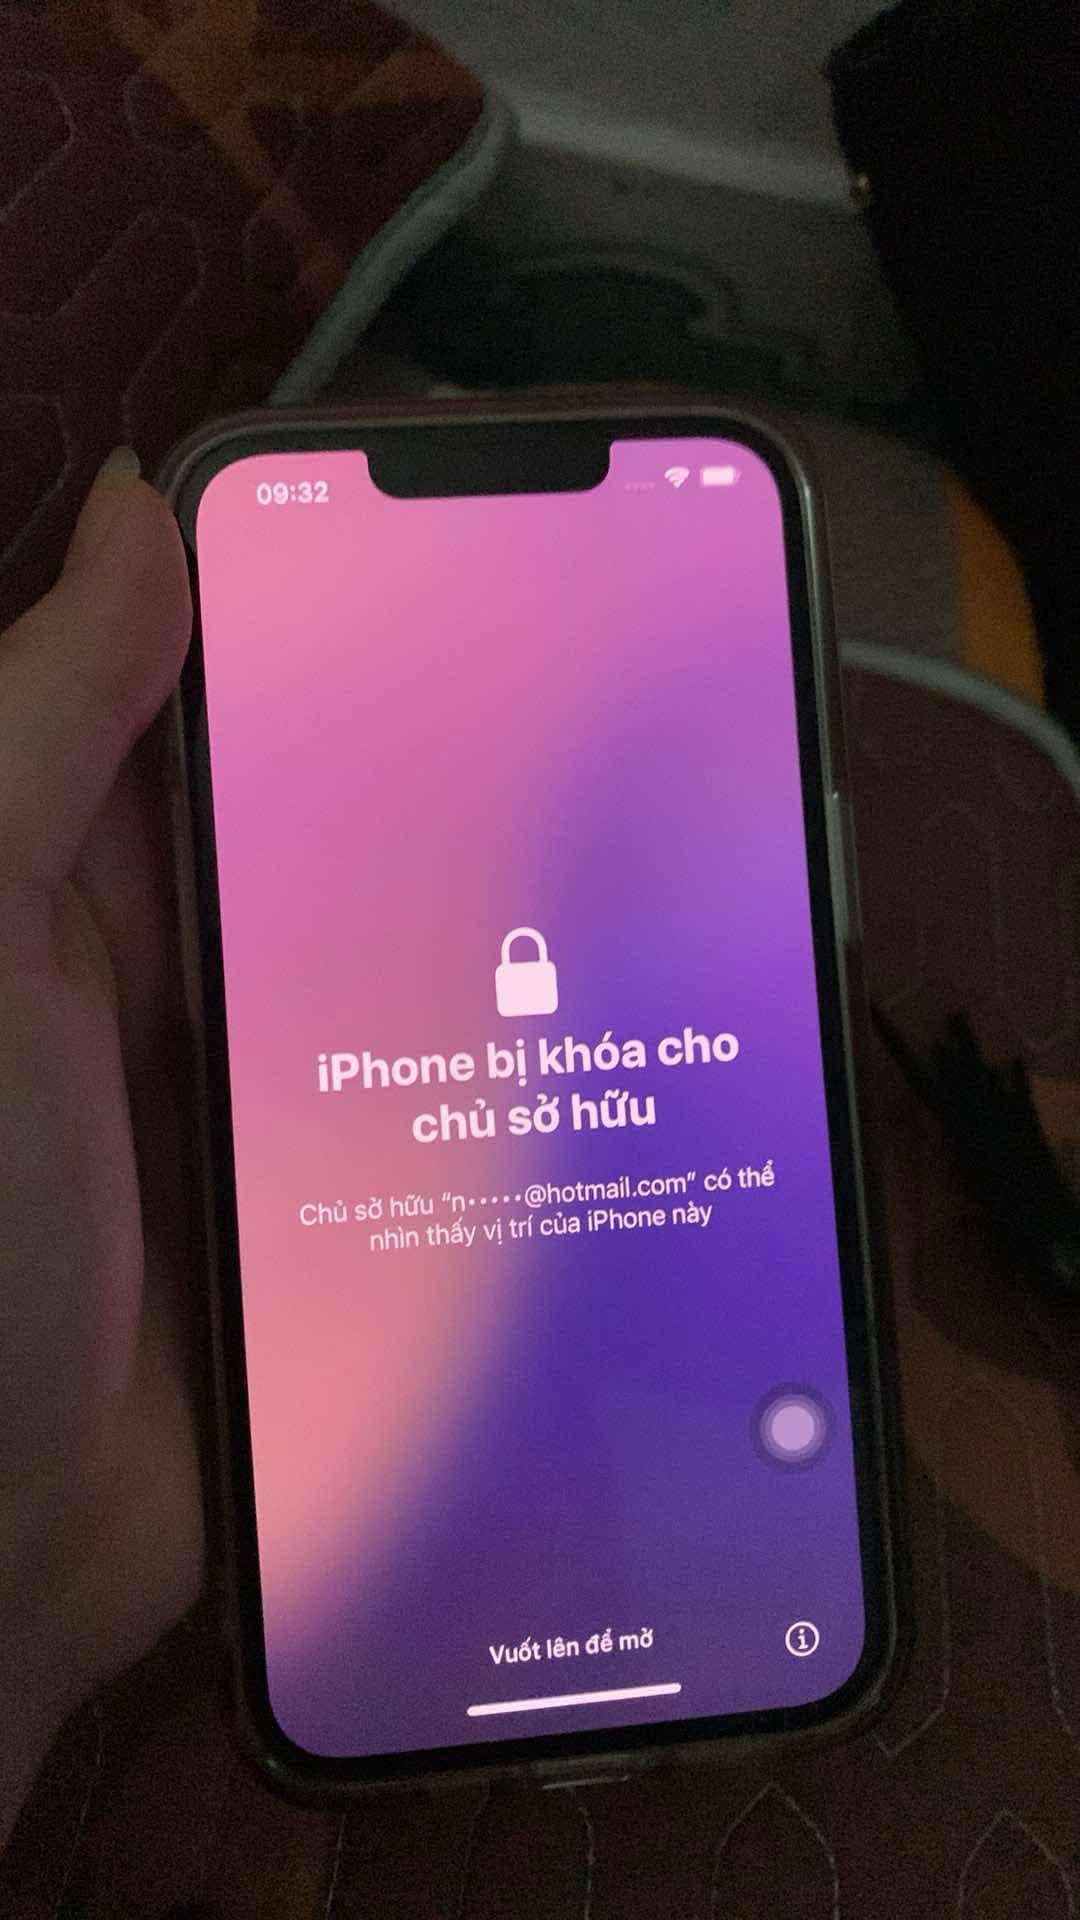 09:32
iPhone bị khóa cho
chủ sở hữu
Chủ sở hữu “n•••••@hotmail.com” có thể
nhìn thấy vị trí của iPhone này
Vuốt lên để mở